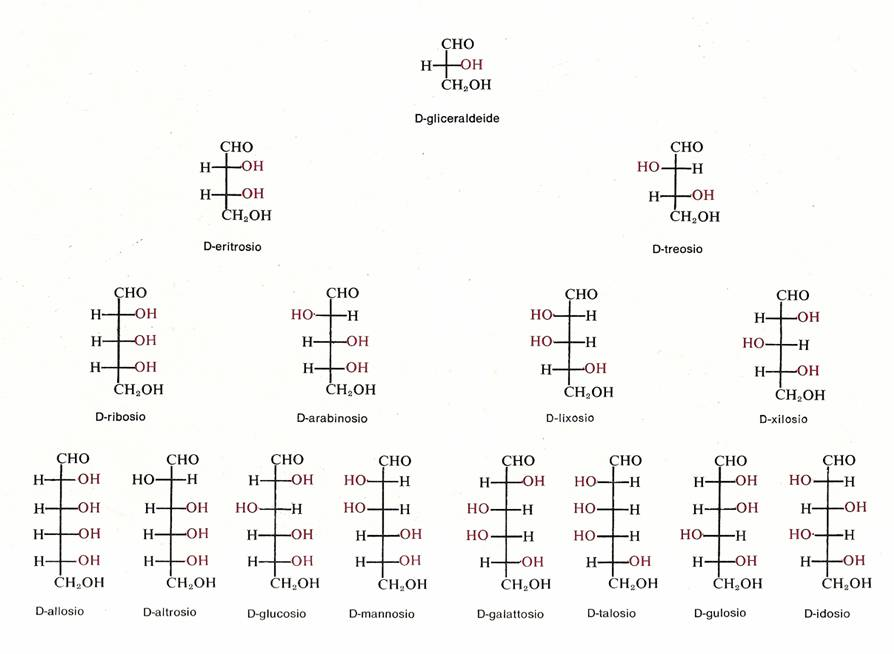 CHO
H OH
CH₂OH
D-gliceraldeide
CHO CHO
H OH HO H
H OH H OH
CH₂OH CH₂OH
D-eritrosio D-treosio
CHO CHO CHO CHO
H OH HO H HO H H OH
H OH H OH HO H HO H
H OH H OH H OH H OH
CH₂OH CH₂OH CH₂OH CH₂OH
D-ribosio D-arabinosio D-lixosio D-xilosio
CHO CHO CHO CHO CHO CHO CHO CHO
H OH HO H H OH HO H H OH HO H H OH HO H
H OH H OH HO H HO H HO H HO H H OH H OH
H OH H OH H OH H OH HO H HO H HO H HO H
H OH H OH H OH H OH H OH H OH H OH H OH
CH₂OH CH₂OH CH₂OH CH₂OH CH₂OH CH₂OH CH₂OH CH₂OH
D-allosio D-altrosio D-glucosio D-mannosio D-galattosio D-talosio D-gulosio D-idosio